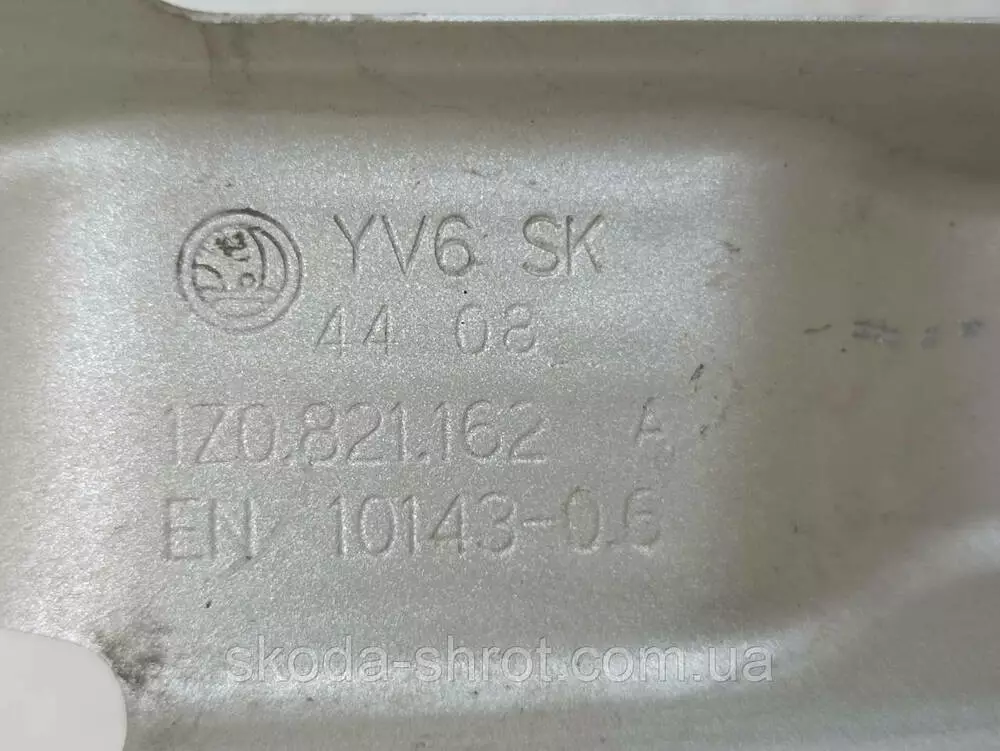 YV6 SK
44 08
1Z0.821.162 A
EN 10143-0.6
skoda-shrot.com.ua